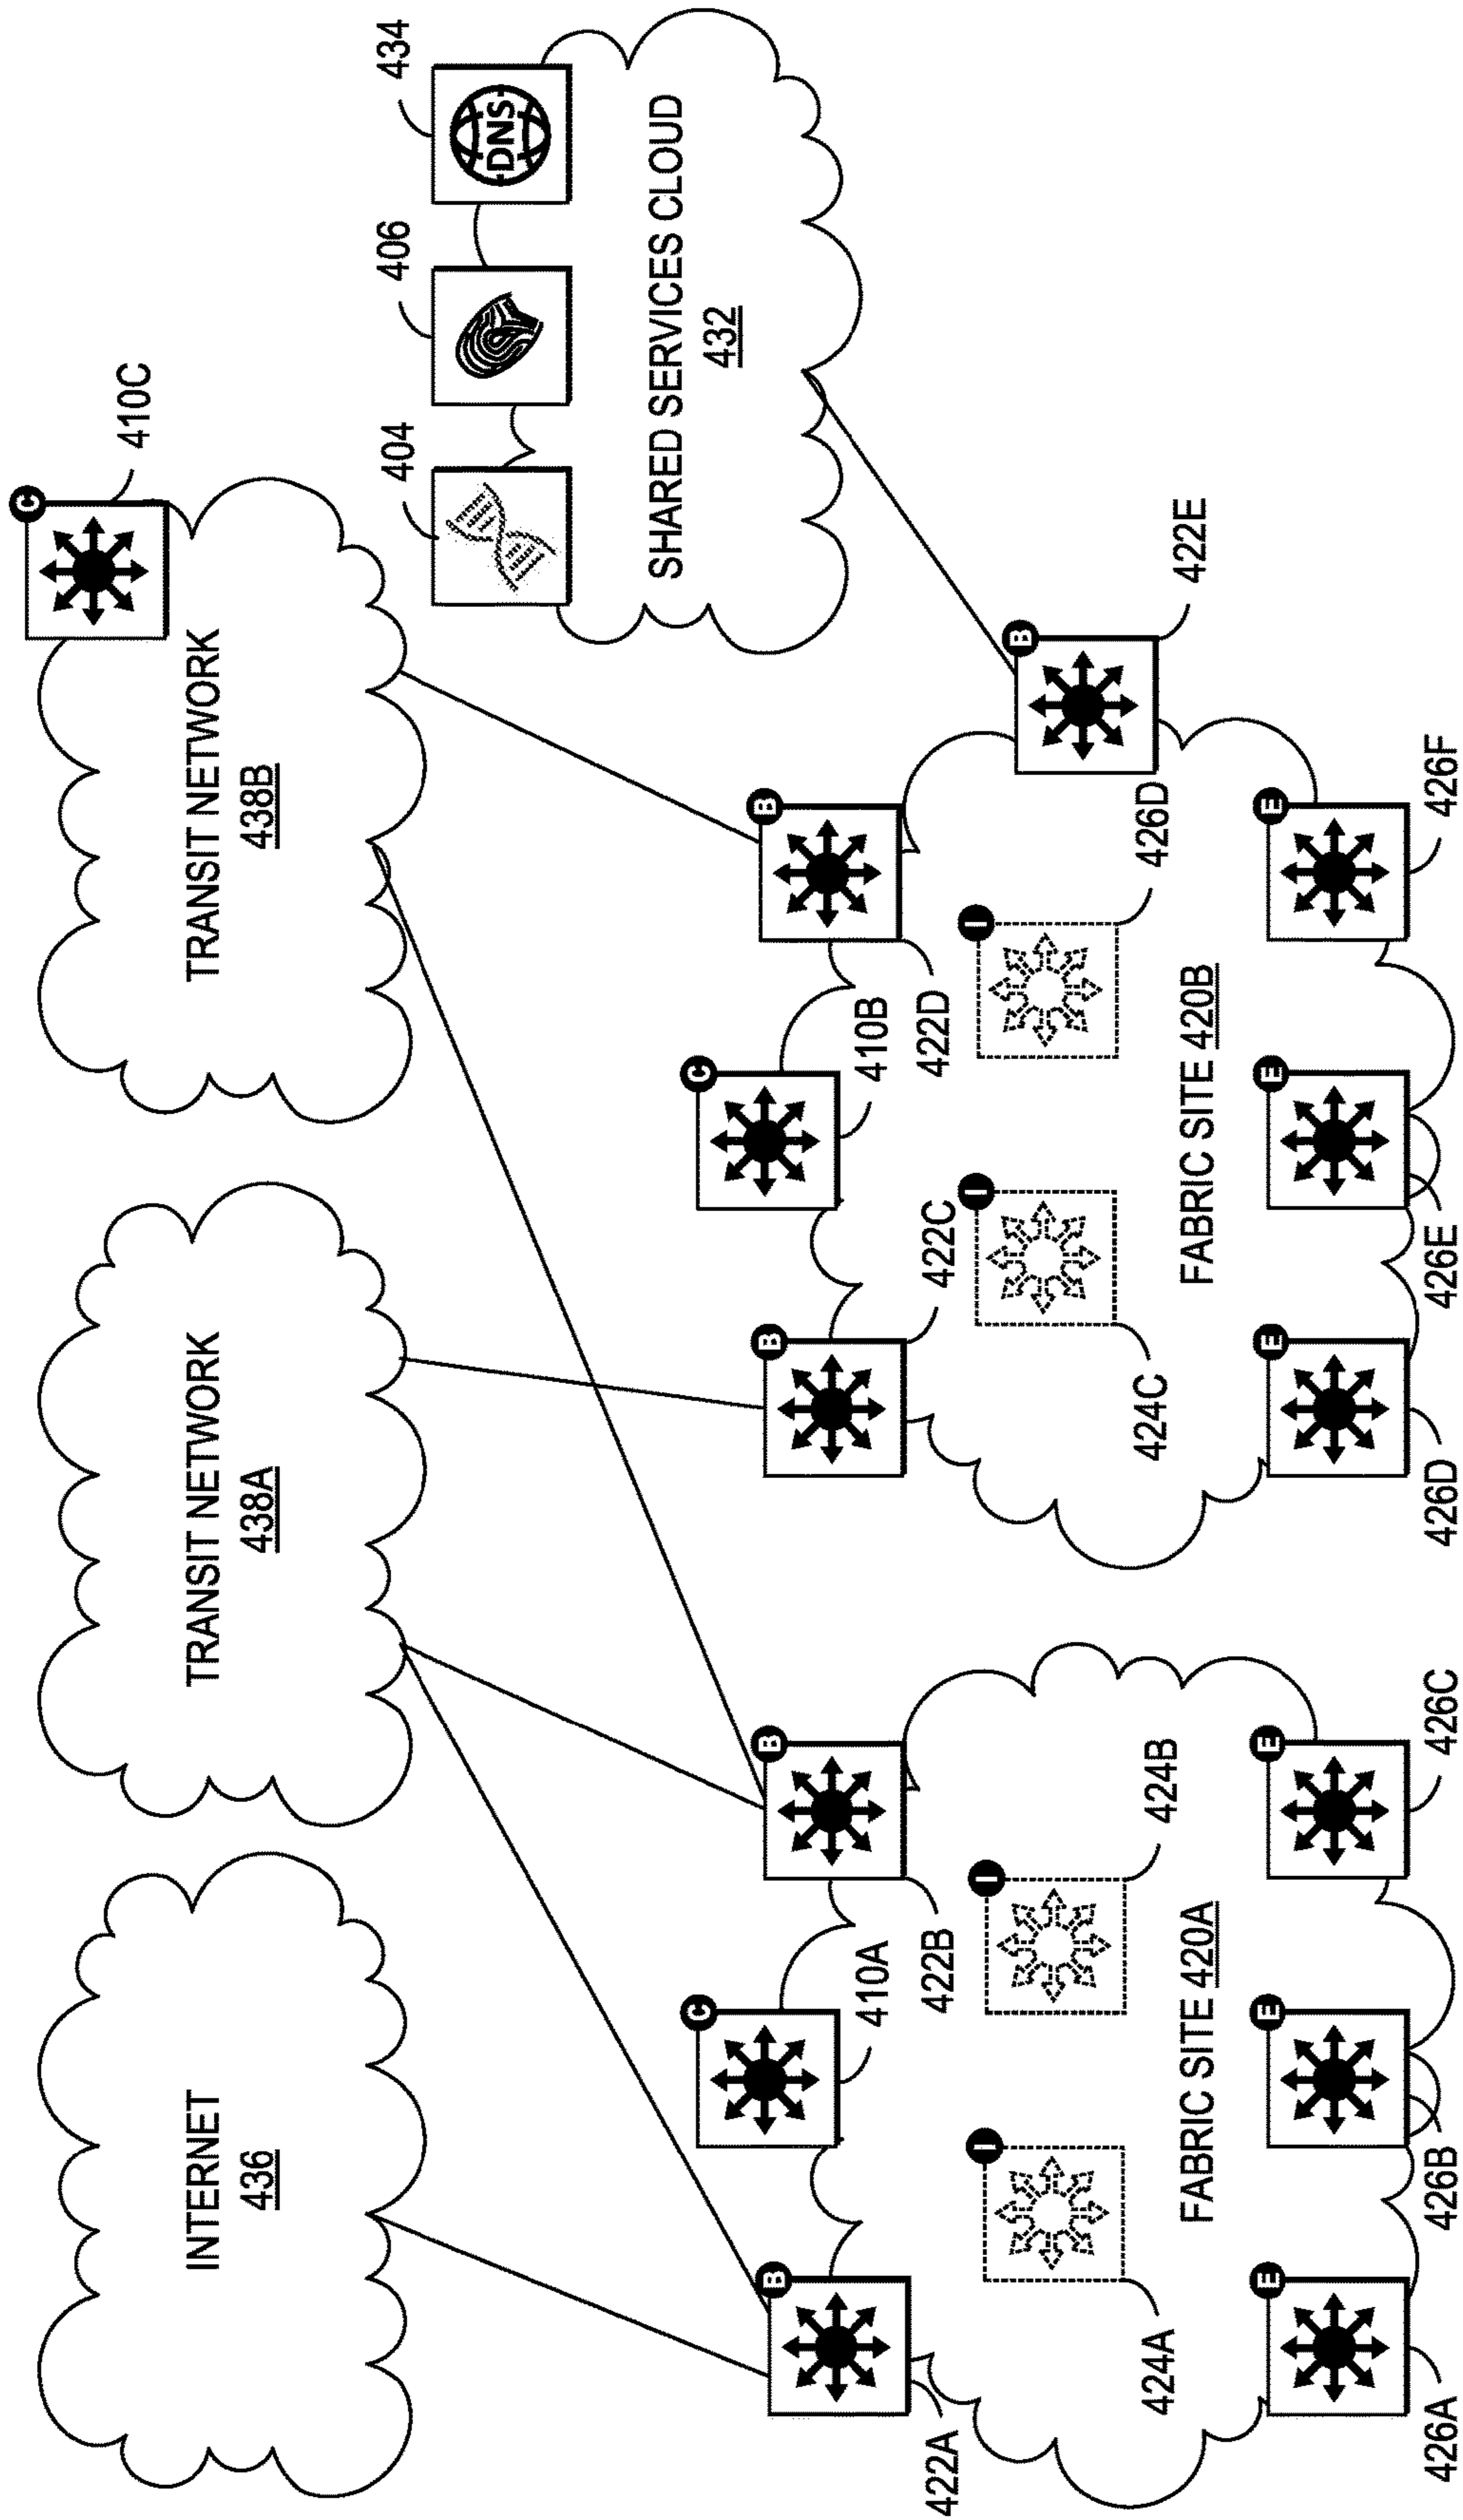 INTERNET
436
TRANSIT NETWORK
438A
TRANSIT NETWORK
438B
C
410C
404
406
434
DNS
SHARED SERVICES CLOUD
432
B
422A
C
410A
B
422B
I
424A
I
424B
FABRIC SITE 420A
E
426A
E
426B
E
426C
B
422C
C
410B
B
422D
B
422E
I
424C
I
426D
FABRIC SITE 420B
E
426D
E
426E
E
426F